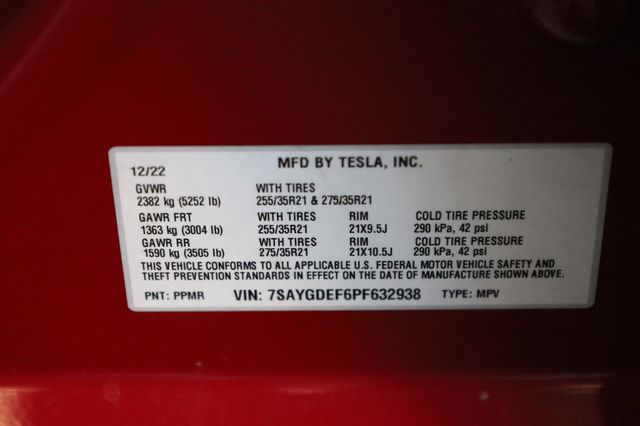 MFD BY TESLA, INC.
12/22
GVWR WITH TIRES
2382 kg (5252 lb) 255/35R21 & 275/35R21
GAWR FRT WITH TIRES RIM COLD TIRE PRESSURE
1363 kg (3004 lb) 255/35R21 21X9.5J 290 kPa, 42 psi
GAWR RR WITH TIRES RIM COLD TIRE PRESSURE
1590 kg (3505 lb) 275/35R21 21X10.5J 290 kPa, 42 psi
THIS VEHICLE CONFORMS TO ALL APPLICABLE U.S. FEDERAL MOTOR VEHICLE SAFETY AND
THEFT PREVENTION STANDARDS IN EFFECT ON THE DATE OF MANUFACTURE SHOWN ABOVE.
PNT: PPMR VIN: 7SAYGDEF6PF632938 TYPE: MPV